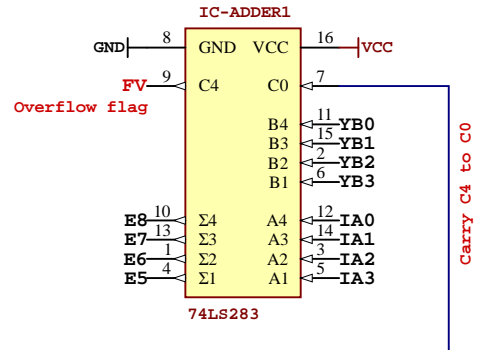 IC-ADDER1
GND 8 GND VCC 16 VCC
FV 9 C4 C0 7
Overflow flag
B4 11 YB0
B3 15 YB1
B2 2 YB2
B1 6 YB3
E8 10 Σ4 A4 12 IA0
E7 13 Σ3 A3 14 IA1
E6 1 Σ2 A2 3 IA2
E5 4 Σ1 A1 5 IA3
74LS283
Carry C4 to C0